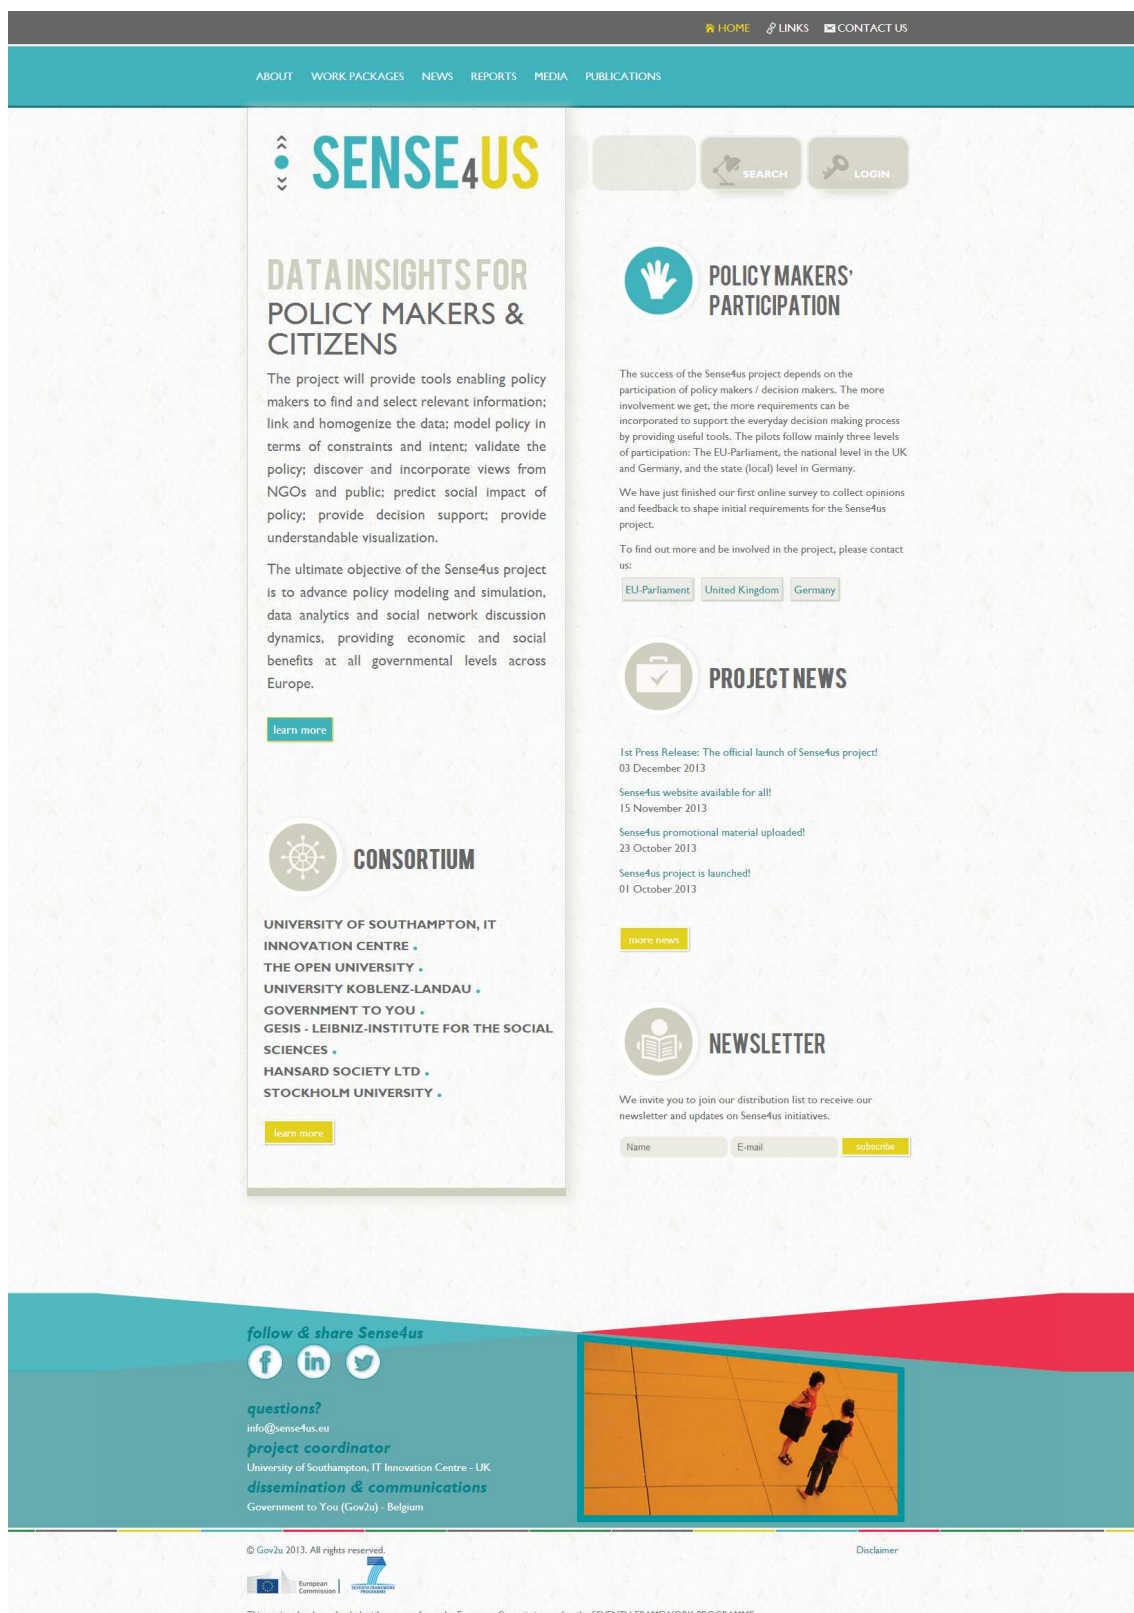 HOME LINKS CONTACT US
ABOUT WORK PACKAGES NEWS REPORTS MEDIA PUBLICATIONS
SENSE4US
SEARCH
LOGIN
DATA INSIGHTS FOR
POLICY MAKERS &
CITIZENS
The project will provide tools enabling policy
makers to find and select relevant information;
link and homogenize the data; model policy in
terms of constraints and intent; validate the
policy; discover and incorporate views from
NGOs and public; predict social impact of
policy; provide decision support; provide
understandable visualization.
The ultimate objective of the Sense4us project
is to advance policy modeling and simulation,
data analytics and social network discussion
dynamics, providing economic and social
benefits at all governmental levels across
Europe.
learn more
CONSORTIUM
UNIVERSITY OF SOUTHAMPTON, IT
INNOVATION CENTRE .
THE OPEN UNIVERSITY .
UNIVERSITY KOBLENZ-LANDAU .
GOVERNMENT TO YOU .
GESIS - LEIBNIZ-INSTITUTE FOR THE SOCIAL
SCIENCES .
HANSARD SOCIETY LTD .
STOCKHOLM UNIVERSITY .
learn more
POLICY MAKERS'
PARTICIPATION
The success of the Sense4us project depends on the
participation of policy makers / decision makers. The more
involvement we get, the more requirements can be
incorporated to support the everyday decision making process
by providing useful tools. The pilots follow mainly three levels
of participation: The EU-Parliament, the national level in the UK
and Germany, and the state (local) level in Germany.
We have just finished our first online survey to collect opinions
and feedback to shape initial requirements for the Sense4us
project.
To find out more and be involved in the project, please contact
us:
EU-Parliament United Kingdom Germany
PROJECT NEWS
1st Press Release: The official launch of Sense4us project!
03 December 2013
Sense4us website available for all!
15 November 2013
Sense4us promotional material uploaded!
23 October 2013
Sense4us project is launched!
01 October 2013
more news
NEWSLETTER
We invite you to join our distribution list to receive our
newsletter and updates on Sense4us initiatives.
Name E-mail subscribe
follow & share Sense4us
f in
questions?
info@sense4us.eu
project coordinator
University of Southampton, IT Innovation Centre - UK
dissemination & communications
Government to You (Gov2u) - Belgium
© Gov2u 2013. All rights reserved.
Disclaimer
European
Commission
SEVENTH FRAMEWORK
PROGRAMME